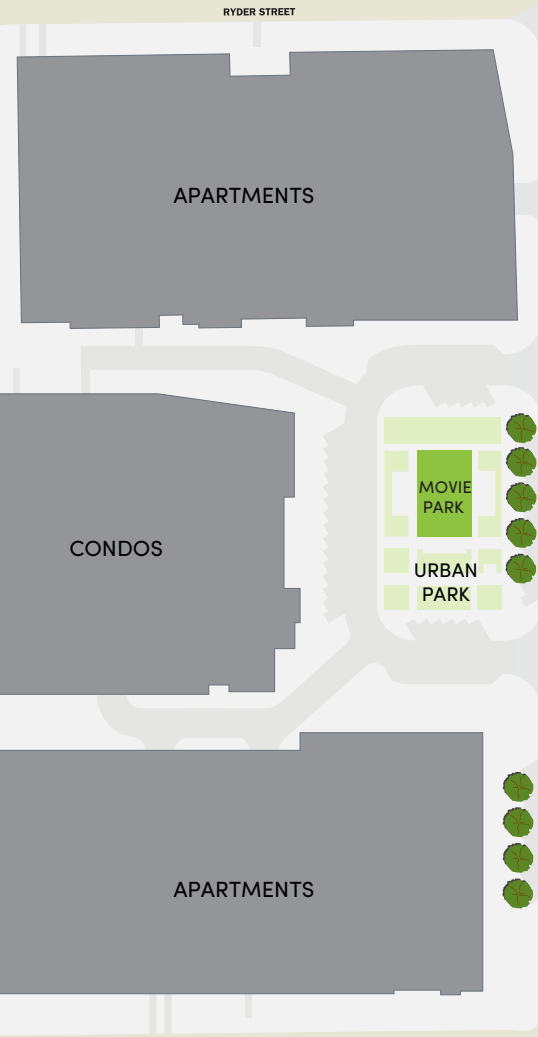 RYDER STREET
APARTMENTS
MOVIE
PARK
CONDOS
URBAN
PARK
APARTMENTS